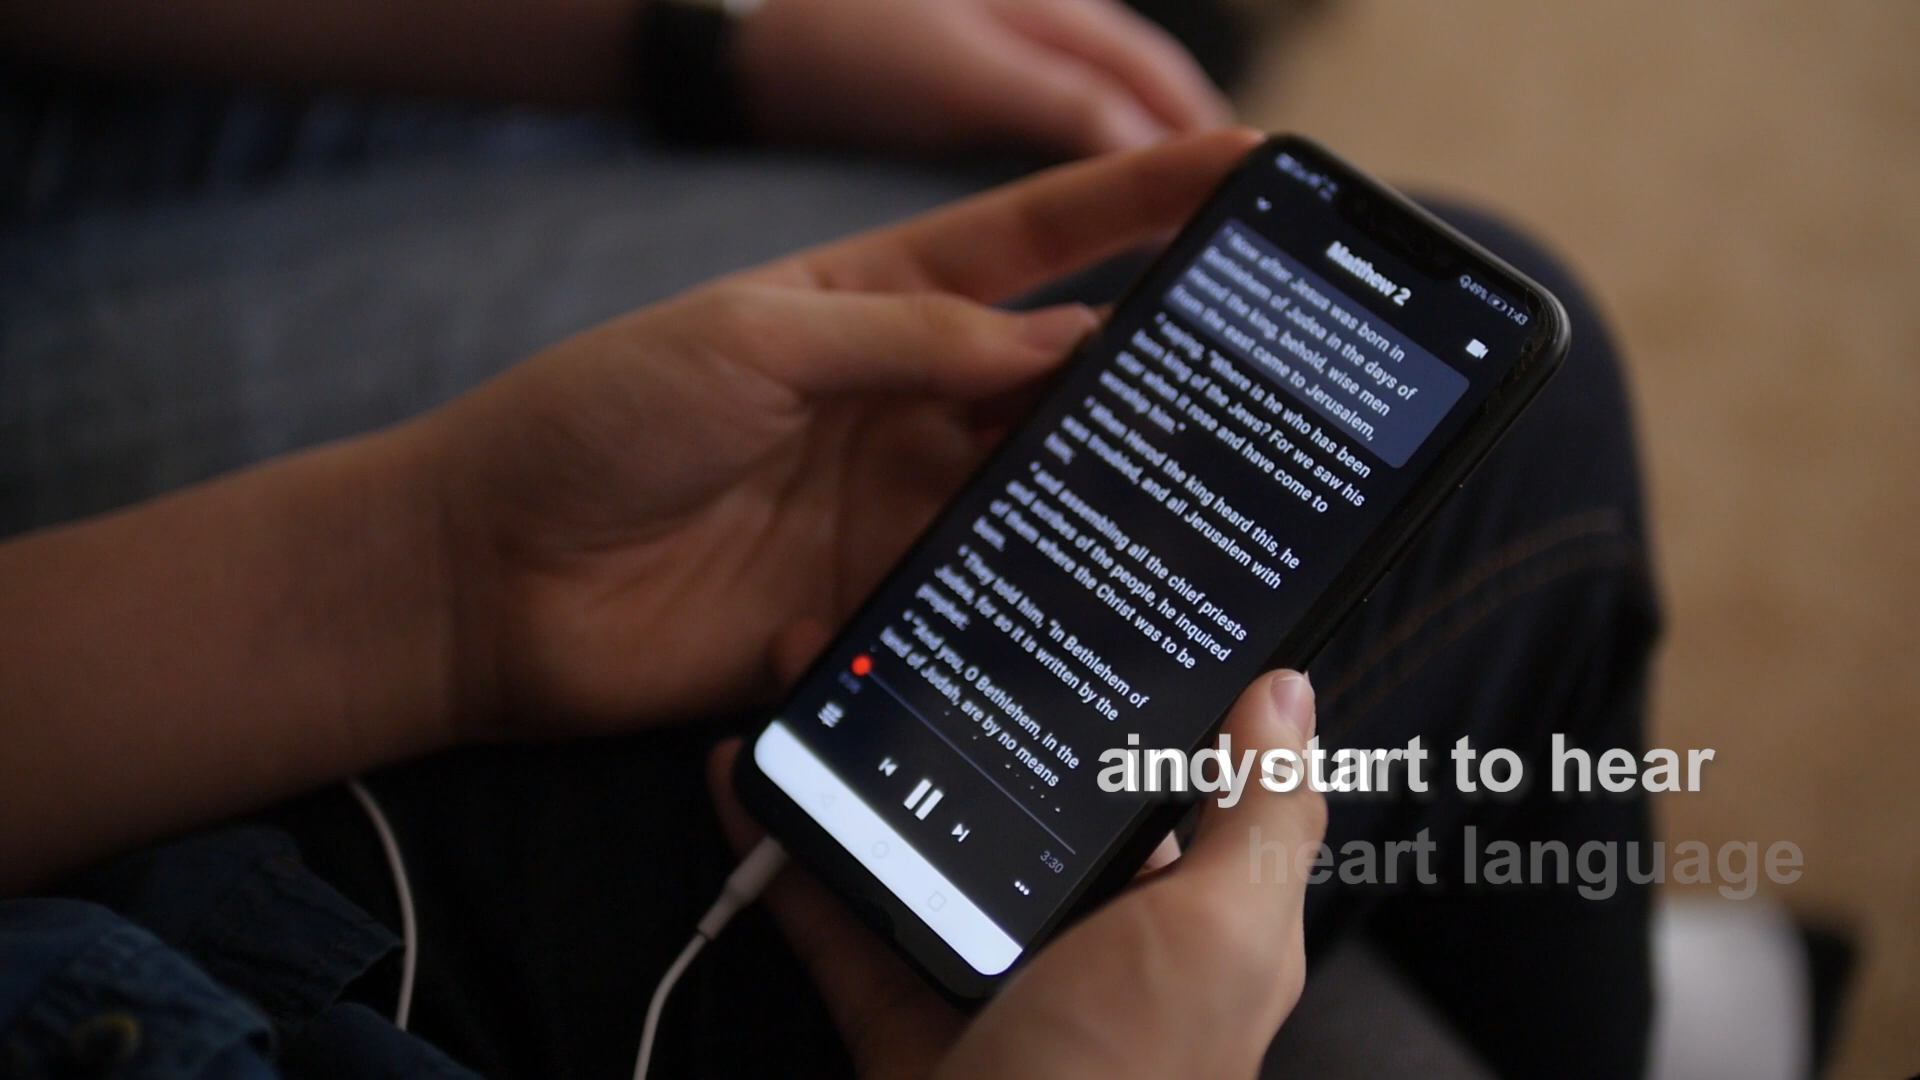 Matthew 2
49% 1:43
Now after Jesus was born in
Bethlehem of Judea in the days of
Herod the king, behold, wise men
from the east came to Jerusalem,
saying, "Where is he who has been
born king of the Jews? For we saw his
star when it rose and have come to
worship him."
When Herod the king heard this, he
was troubled, and all Jerusalem with
him;
and assembling all the chief priests
and scribes of the people, he inquired
of them where the Christ was to be
born.
They told him, "In Bethlehem of
Judea, for so it is written by the
prophet:
"'And you, O Bethlehem, in the
land of Judah, are by no means
3:30
start to hear
heart language